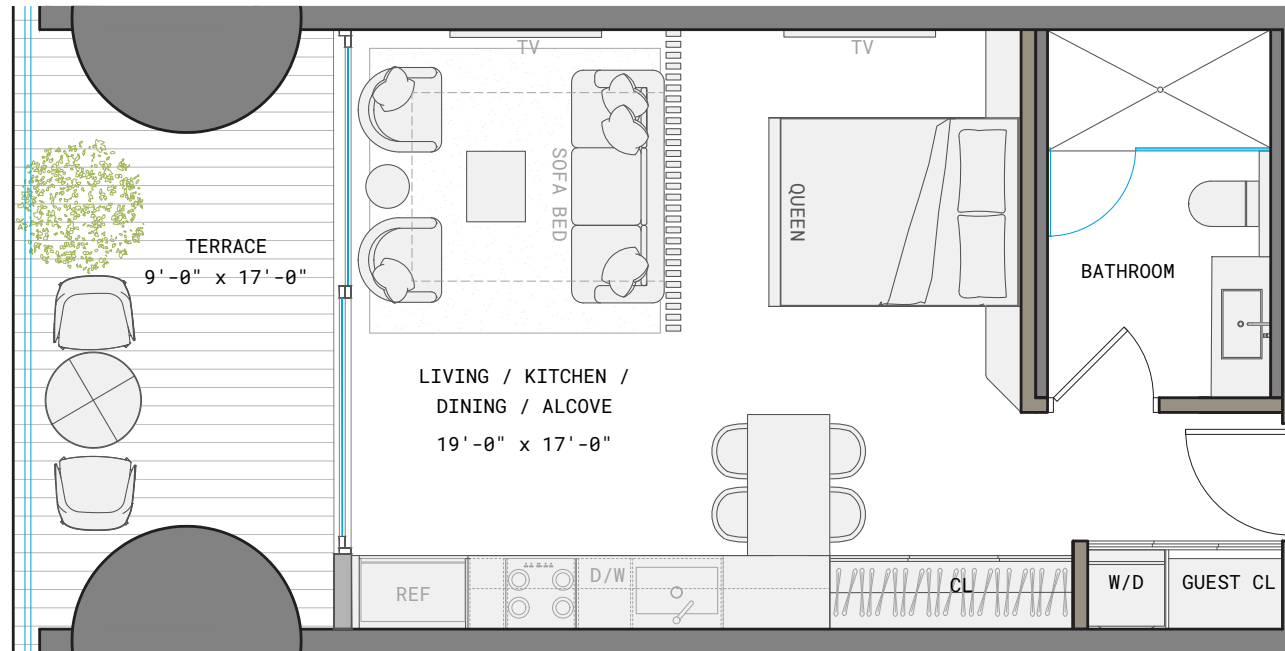 TV
TV
SOFA BED
QUEEN
TERRACE
9'-0" x 17'-0"
BATHROOM
LIVING / KITCHEN /
DINING / ALCOVE
19'-0" x 17'-0"
REF
D/W
CL
W/D
GUEST CL